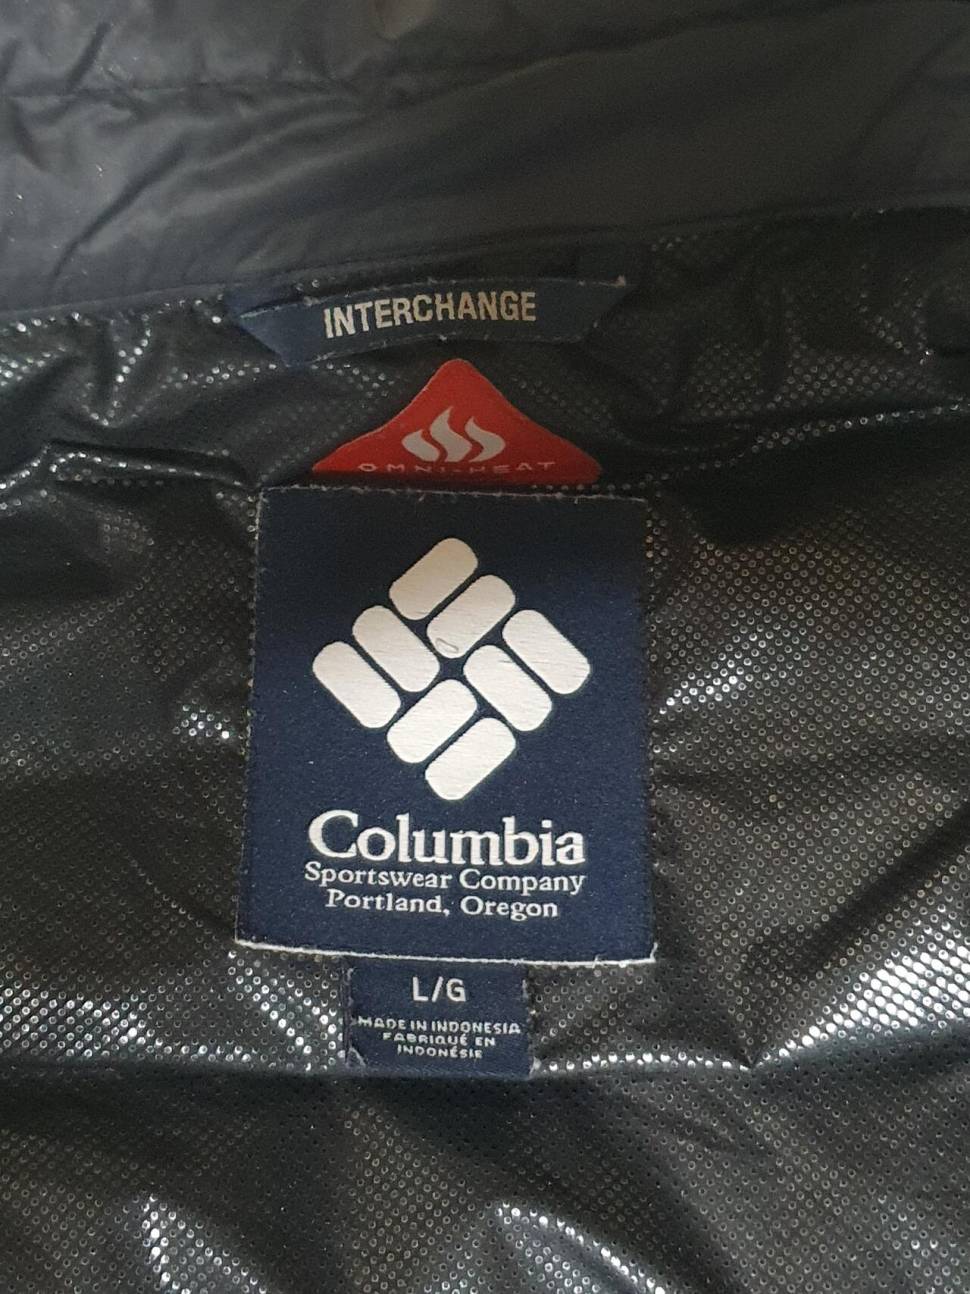 INTERCHANGE
OMNI-HEAT
Columbia
Sportswear Company
Portland, Oregon
L/G
MADE IN INDONESIA
FABRIQUÉ EN
INDONÉSIE